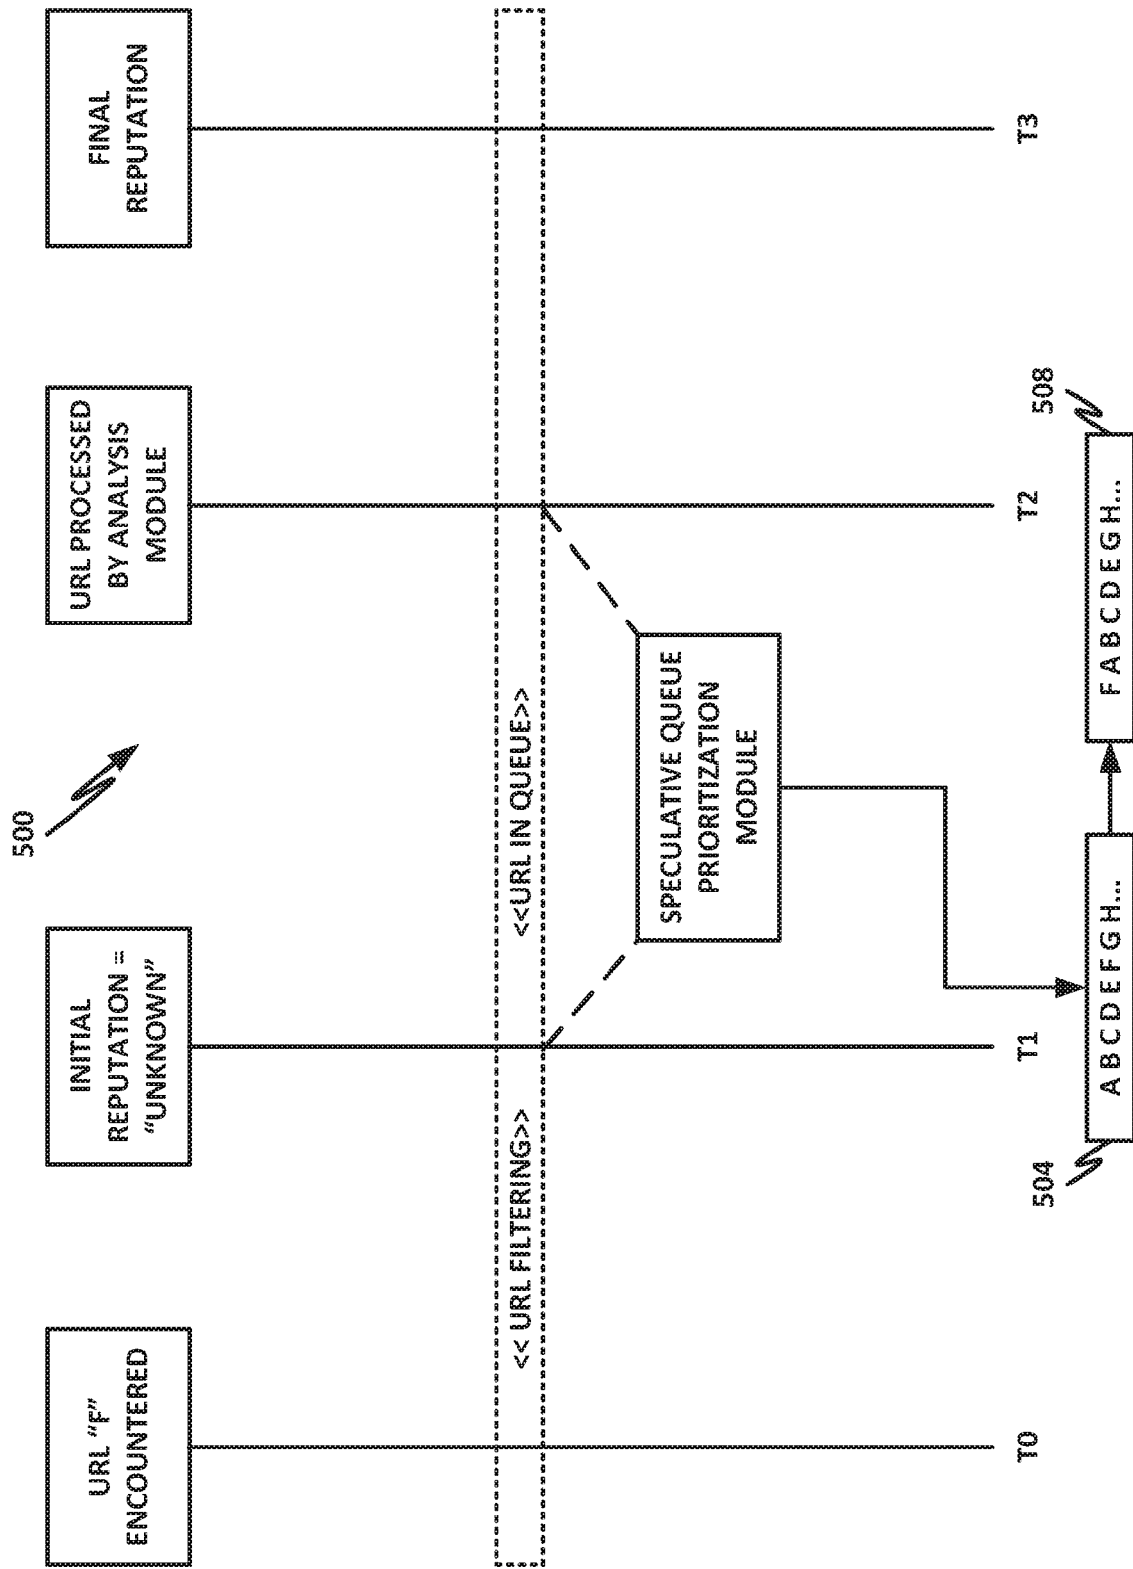 500
URL "F"
ENCOUNTERED
INITIAL
REPUTATION =
"UNKNOWN"
URL PROCESSED
BY ANALYSIS
MODULE
FINAL
REPUTATION
<< URL FILTERING>>
<<URL IN QUEUE>>
SPECULATIVE QUEUE
PRIORITIZATION
MODULE
T0
T1
T2
T3
504
A B C D E F G H...
508
F A B C D E G H...